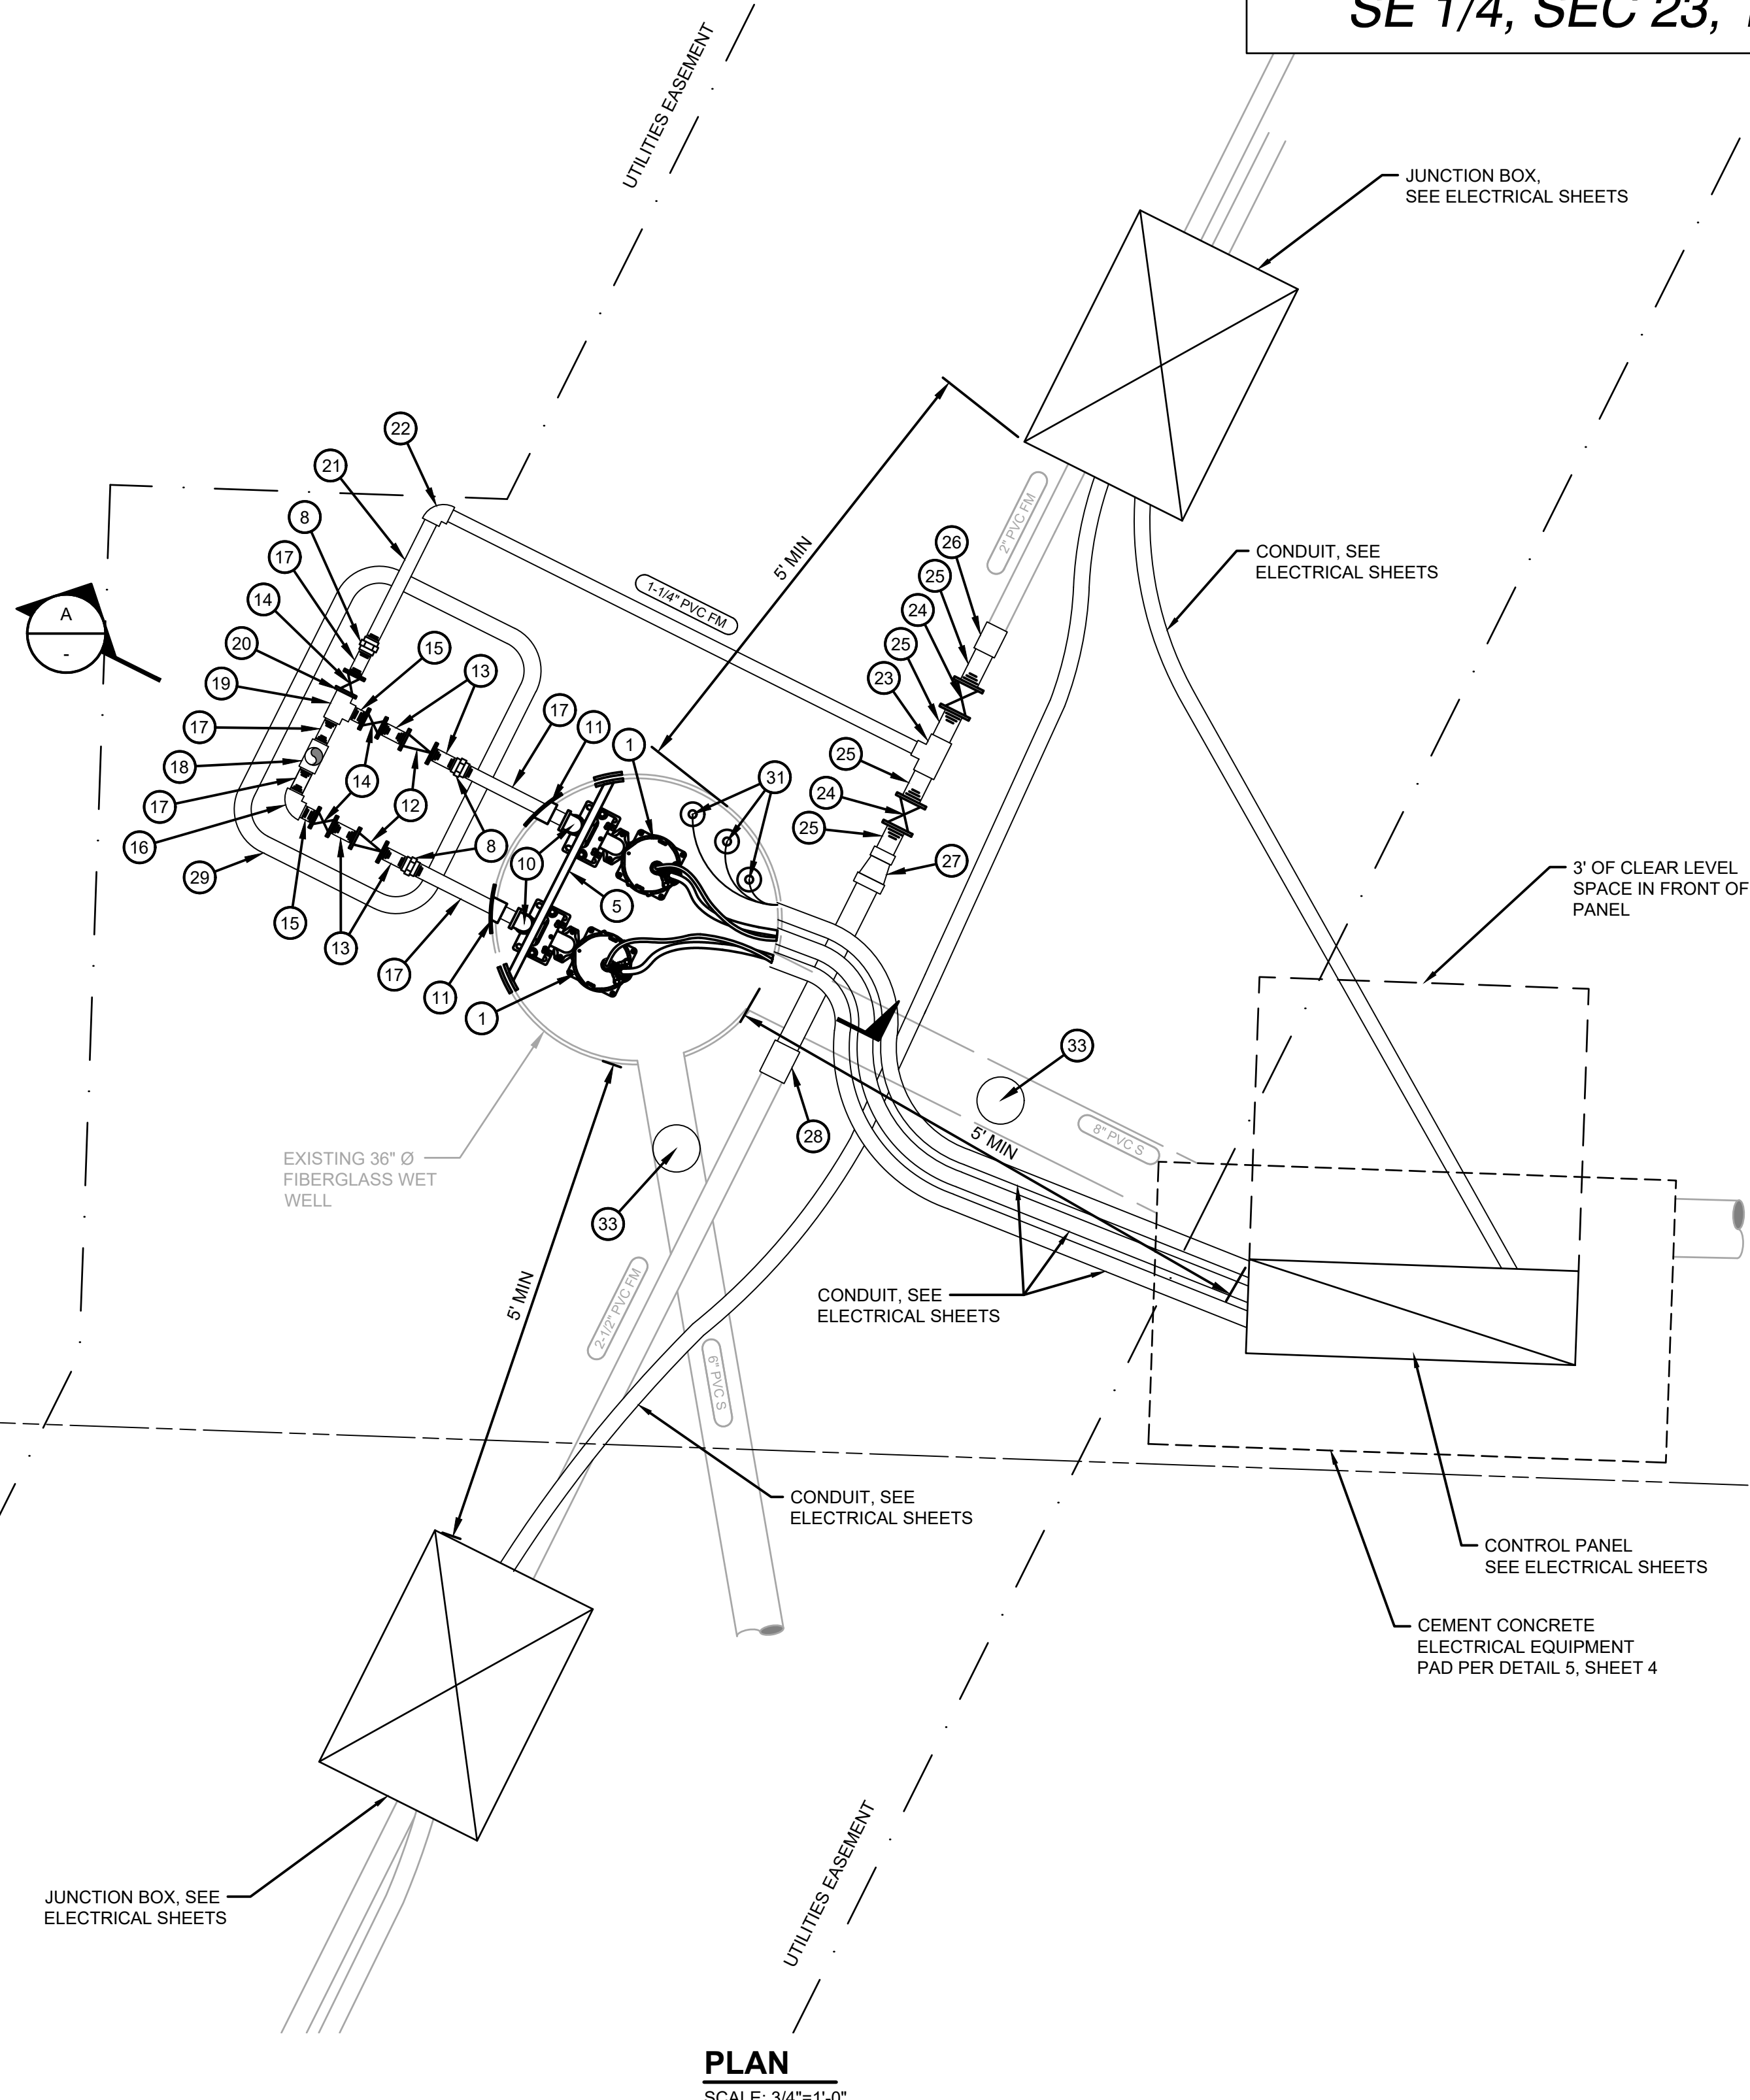 SE 1/4, SEC 23,
UTILITIES EASEMENT
JUNCTION BOX,
SEE ELECTRICAL SHEETS
22
21
8
17
14
20
19
17
18
17
16
29
A
-
15
13
17
11
1
14
12
8
10
15
13
17
11
1
5
31
1-1/4" PVC FM
5' MIN
2" PVC FM
26
25
24
25
23
25
24
25
27
CONDUIT, SEE
ELECTRICAL SHEETS
3' OF CLEAR LEVEL
SPACE IN FRONT OF
PANEL
33
28
8" PVC S
5' MIN
EXISTING 36" Ø
FIBERGLASS WET
WELL
33
5' MIN
2-1/2" PVC FM
6" PVC S
CONDUIT, SEE
ELECTRICAL SHEETS
CONDUIT, SEE
ELECTRICAL SHEETS
CONTROL PANEL
SEE ELECTRICAL SHEETS
CEMENT CONCRETE
ELECTRICAL EQUIPMENT
PAD PER DETAIL 5, SHEET 4
JUNCTION BOX, SEE
ELECTRICAL SHEETS
UTILITIES EASEMENT
PLAN
SCALE: 3/4"=1'-0"